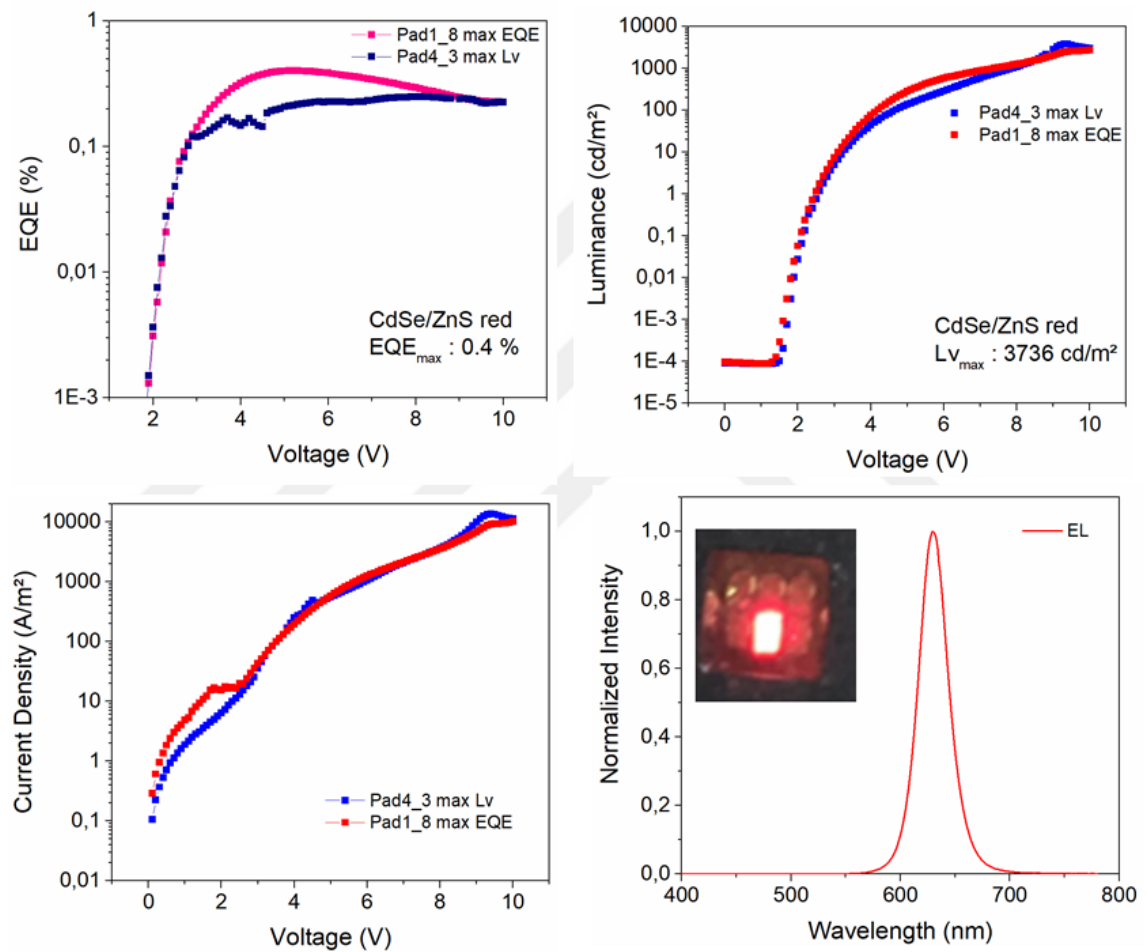 1
0,1
0,01
1E-3
EQE (%)
Pad1_8 max EQE
Pad4_3 max Lv
CdSe/ZnS red
EQEmax : 0.4 %
2 4 6 8 10
Voltage (V)
10000
1000
100
10
1
0,1
0,01
1E-3
1E-4
1E-5
Luminance (cd/m²)
Pad4_3 max Lv
Pad1_8 max EQE
CdSe/ZnS red
Lvmax : 3736 cd/m²
0 2 4 6 8 10
Voltage (V)
10000
1000
100
10
1
0,1
0,01
Current Density (A/m²)
Pad4_3 max Lv
Pad1_8 max EQE
0 2 4 6 8 10
Voltage (V)
1,0
0,8
0,6
0,4
0,2
0,0
Normalized Intensity
EL
400 500 600 700 800
Wavelength (nm)